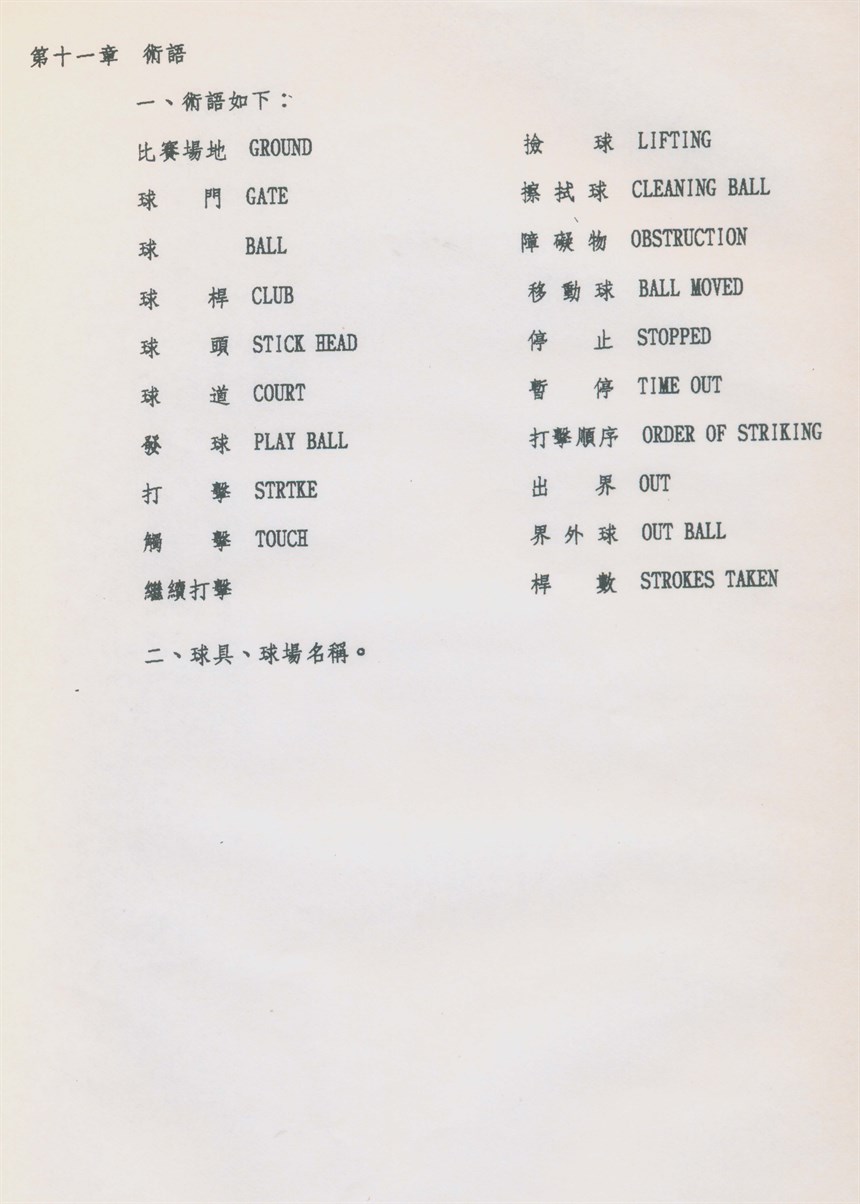 第十一章　術語
一、術語如下：
比賽場地　GROUND
球　　門　GATE
球　　　　BALL
球　　桿　CLUB
球　　頭　STICK HEAD
球　　道　COURT
發　　球　PLAY BALL
打　　擊　STRTKE
觸　　擊　TOUCH
繼續打擊
撿　　球　LIFTING
擦 拭 球　CLEANING BALL
障 礙 物　OBSTRUCTION
移 動 球　BALL MOVED
停　　止　STOPPED
暫　　停　TIME OUT
打擊順序　ORDER OF STRIKING
出　　界　OUT
界 外 球　OUT BALL
桿　　數　STROKES TAKEN
二、球具、球場名稱。